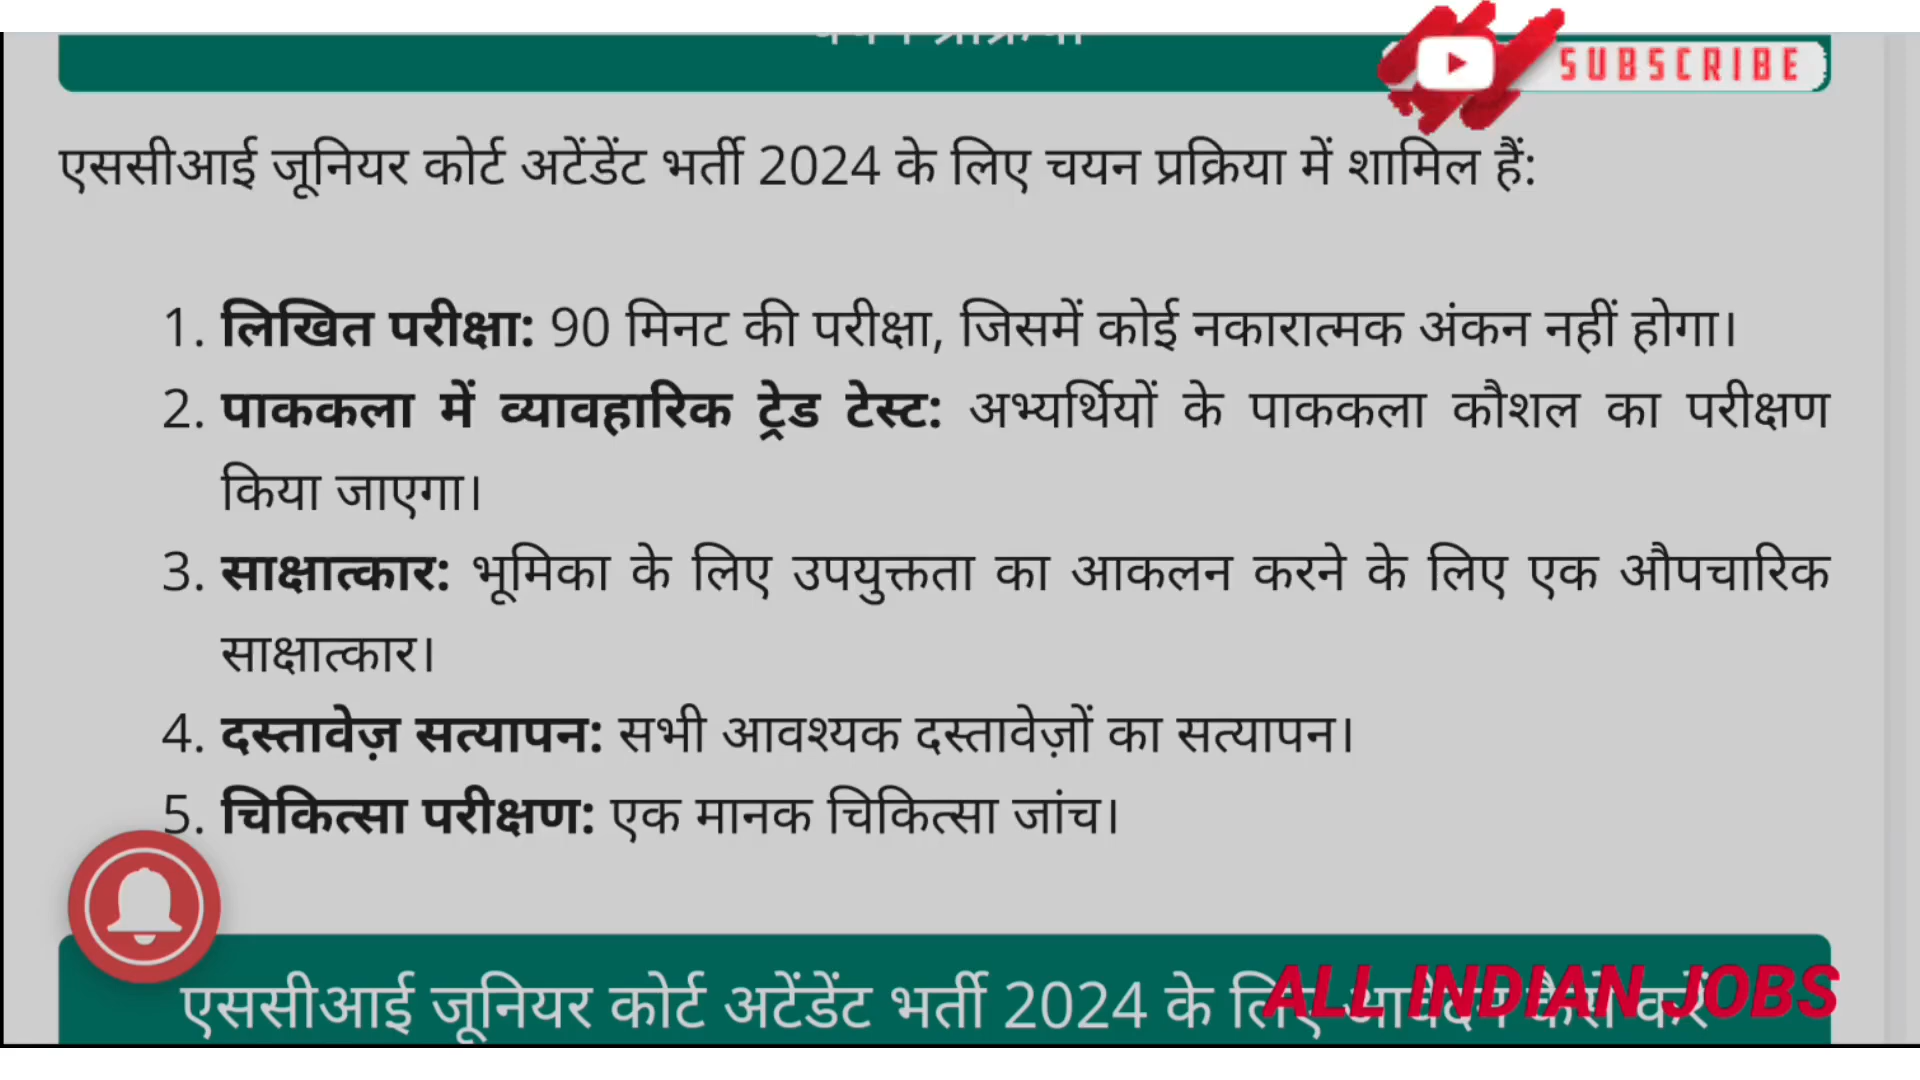 SUBSCRIBE
एससीआई जूनियर कोर्ट अटेंडेंट भर्ती 2024 के लिए चयन प्रक्रिया में शामिल हैं:
1. लिखित परीक्षा: 90 मिनट की परीक्षा, जिसमें कोई नकारात्मक अंकन नहीं होगा।
2. पाककला में व्यावहारिक ट्रेड टेस्ट: अभ्यर्थियों के पाककला कौशल का परीक्षण
किया जाएगा।
3. साक्षात्कार: भूमिका के लिए उपयुक्तता का आकलन करने के लिए एक औपचारिक
साक्षात्कार।
4. दस्तावेज़ सत्यापन: सभी आवश्यक दस्तावेज़ों का सत्यापन।
5. चिकित्सा परीक्षण: एक मानक चिकित्सा जांच।
एससीआई जूनियर कोर्ट अटेंडेंट भर्ती 2024 के लिए आवेदन कैसे करें
ALL INDIAN JOBS